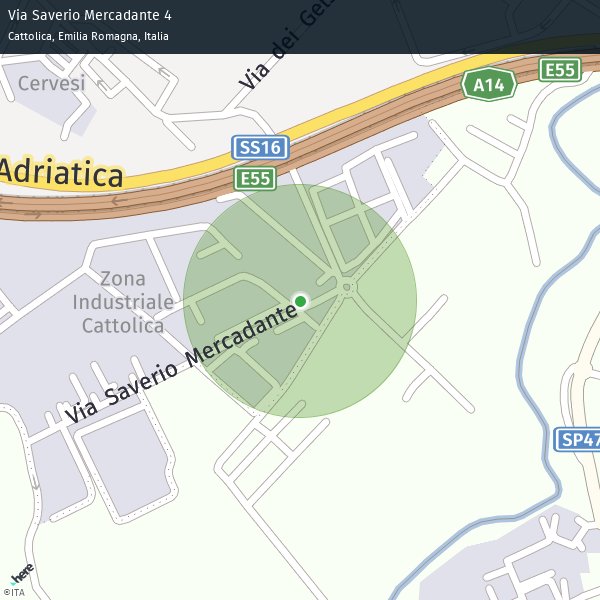 Via Saverio Mercadante 4
Cattolica, Emilia Romagna, Italia
Via dei
Cervesi
A14
E55
SS16
Adriatica
E55
Zona
Industriale
Cattolica
Via Saverio Mercadante
SP47
here
©ITA